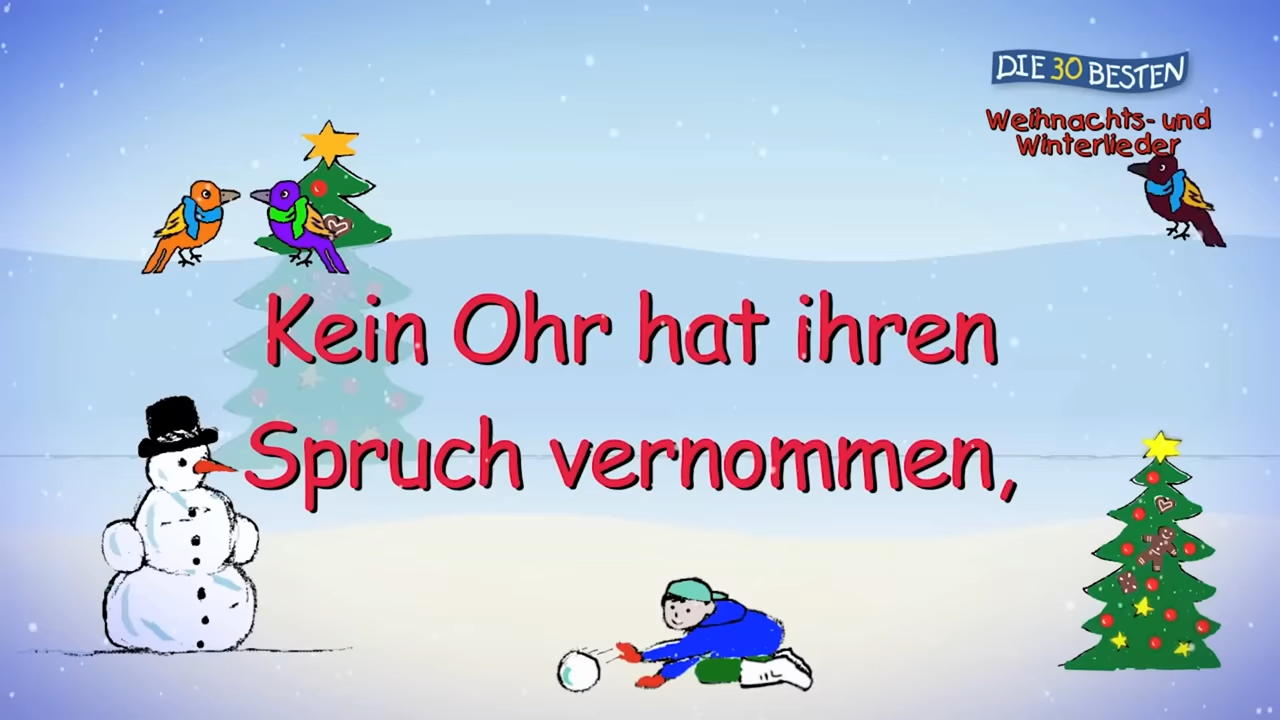 DIE 30 BESTEN
Weihnachts- und
Winterlieder
Kein Ohr hat ihren
Spruch vernommen,